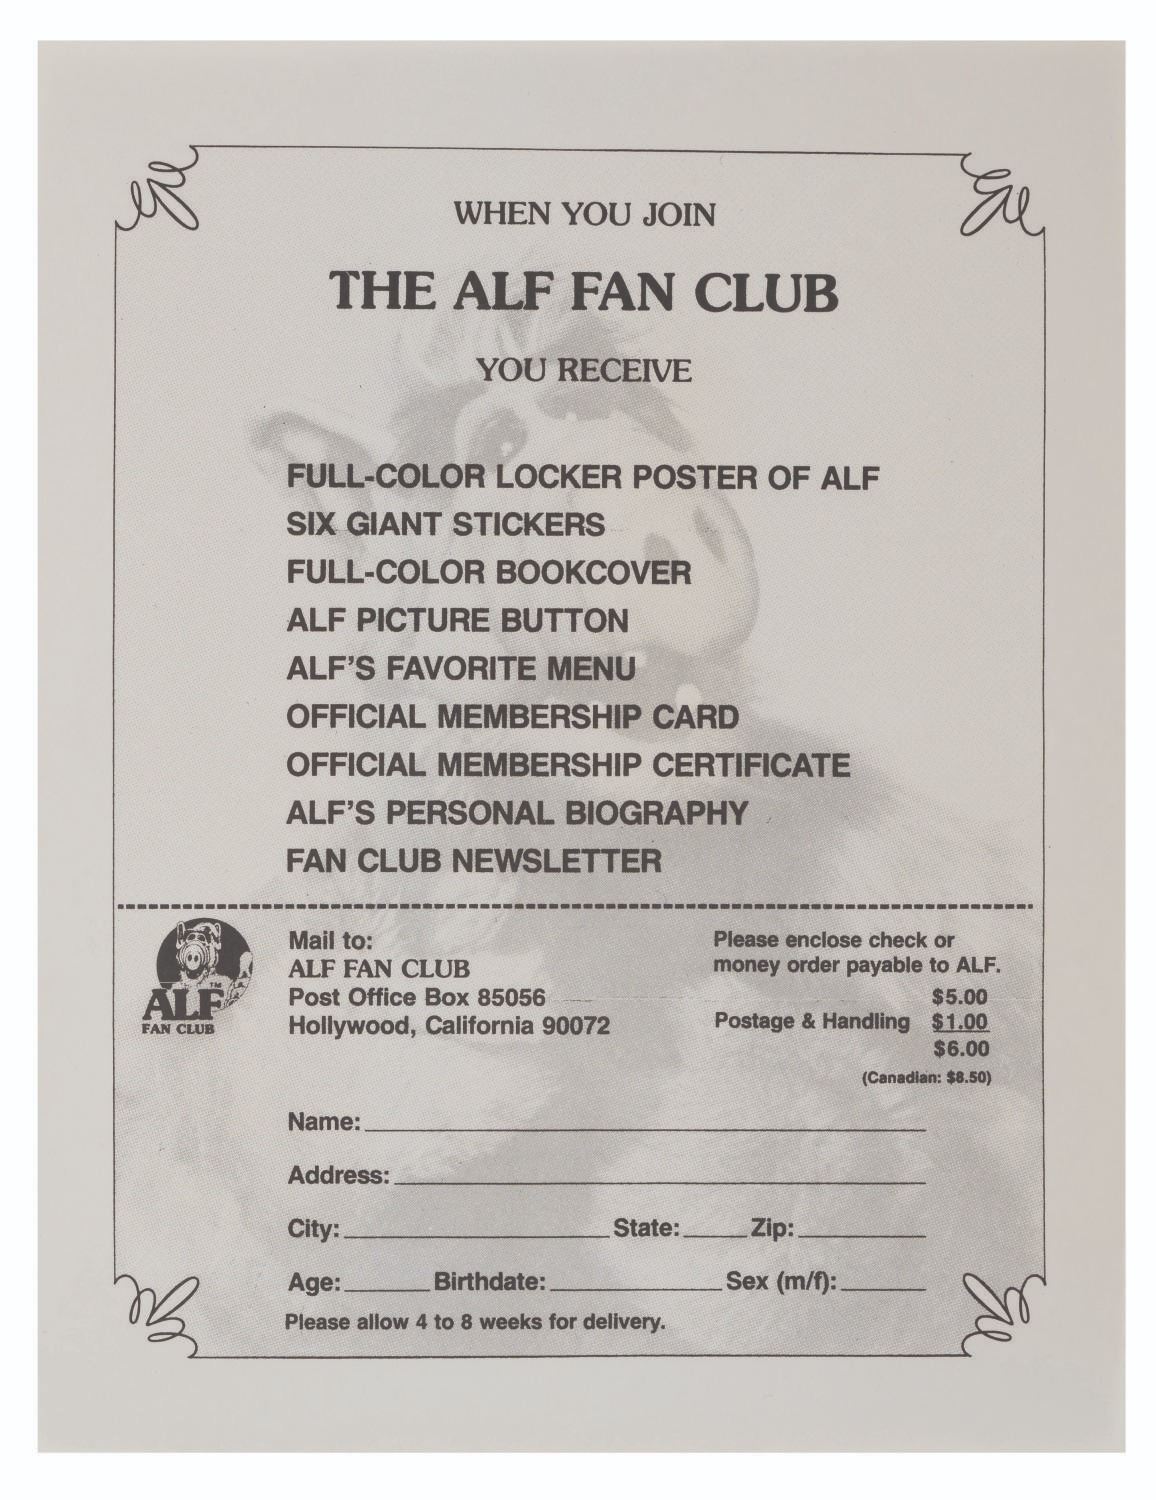 WHEN YOU JOIN
THE ALF FAN CLUB
YOU RECEIVE
FULL-COLOR LOCKER POSTER OF ALF
SIX GIANT STICKERS
FULL-COLOR BOOKCOVER
ALF PICTURE BUTTON
ALF'S FAVORITE MENU
OFFICIAL MEMBERSHIP CARD
OFFICIAL MEMBERSHIP CERTIFICATE
ALF'S PERSONAL BIOGRAPHY
FAN CLUB NEWSLETTER
ALF™
FAN CLUB
Mail to:
ALF FAN CLUB
Post Office Box 85056
Hollywood, California 90072
Please enclose check or
money order payable to ALF.
$5.00
Postage & Handling $1.00
$6.00
(Canadian: $8.50)
Name:
Address:
City: State: Zip:
Age: Birthdate: Sex (m/f):
Please allow 4 to 8 weeks for delivery.